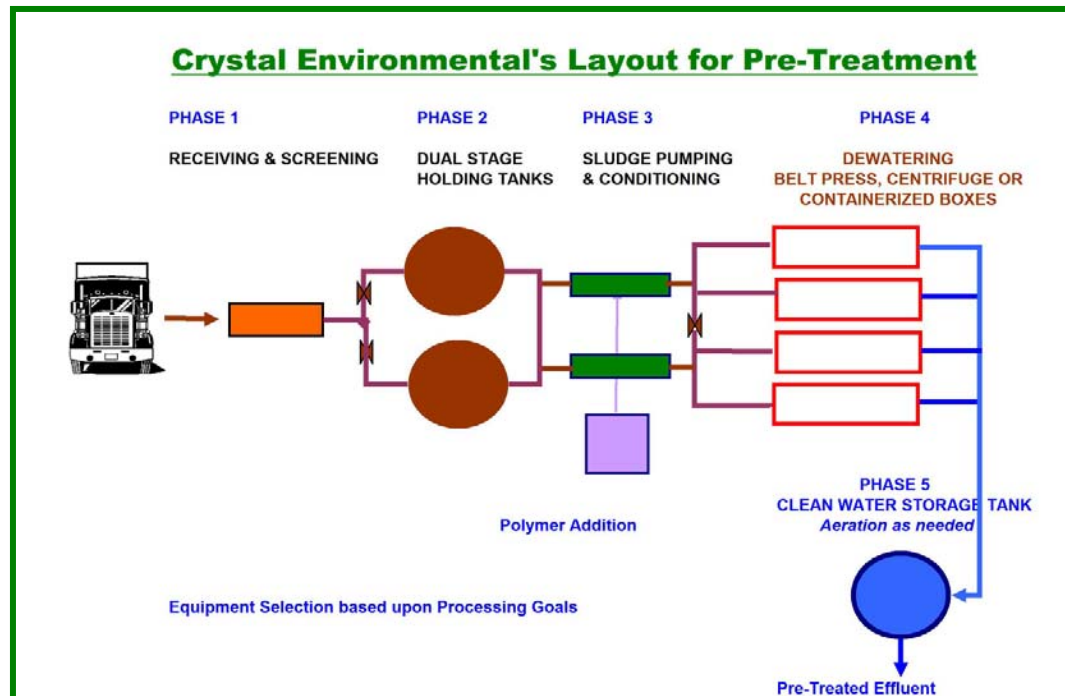 Crystal Environmental's Layout for Pre-Treatment
PHASE 1
RECEIVING & SCREENING
PHASE 2
DUAL STAGE
HOLDING TANKS
PHASE 3
SLUDGE PUMPING
& CONDITIONING
PHASE 4
DEWATERING
BELT PRESS, CENTRIFUGE OR
CONTAINERIZED BOXES
Polymer Addition
PHASE 5
CLEAN WATER STORAGE TANK
Aeration as needed
Equipment Selection based upon Processing Goals
Pre-Treated Effluent